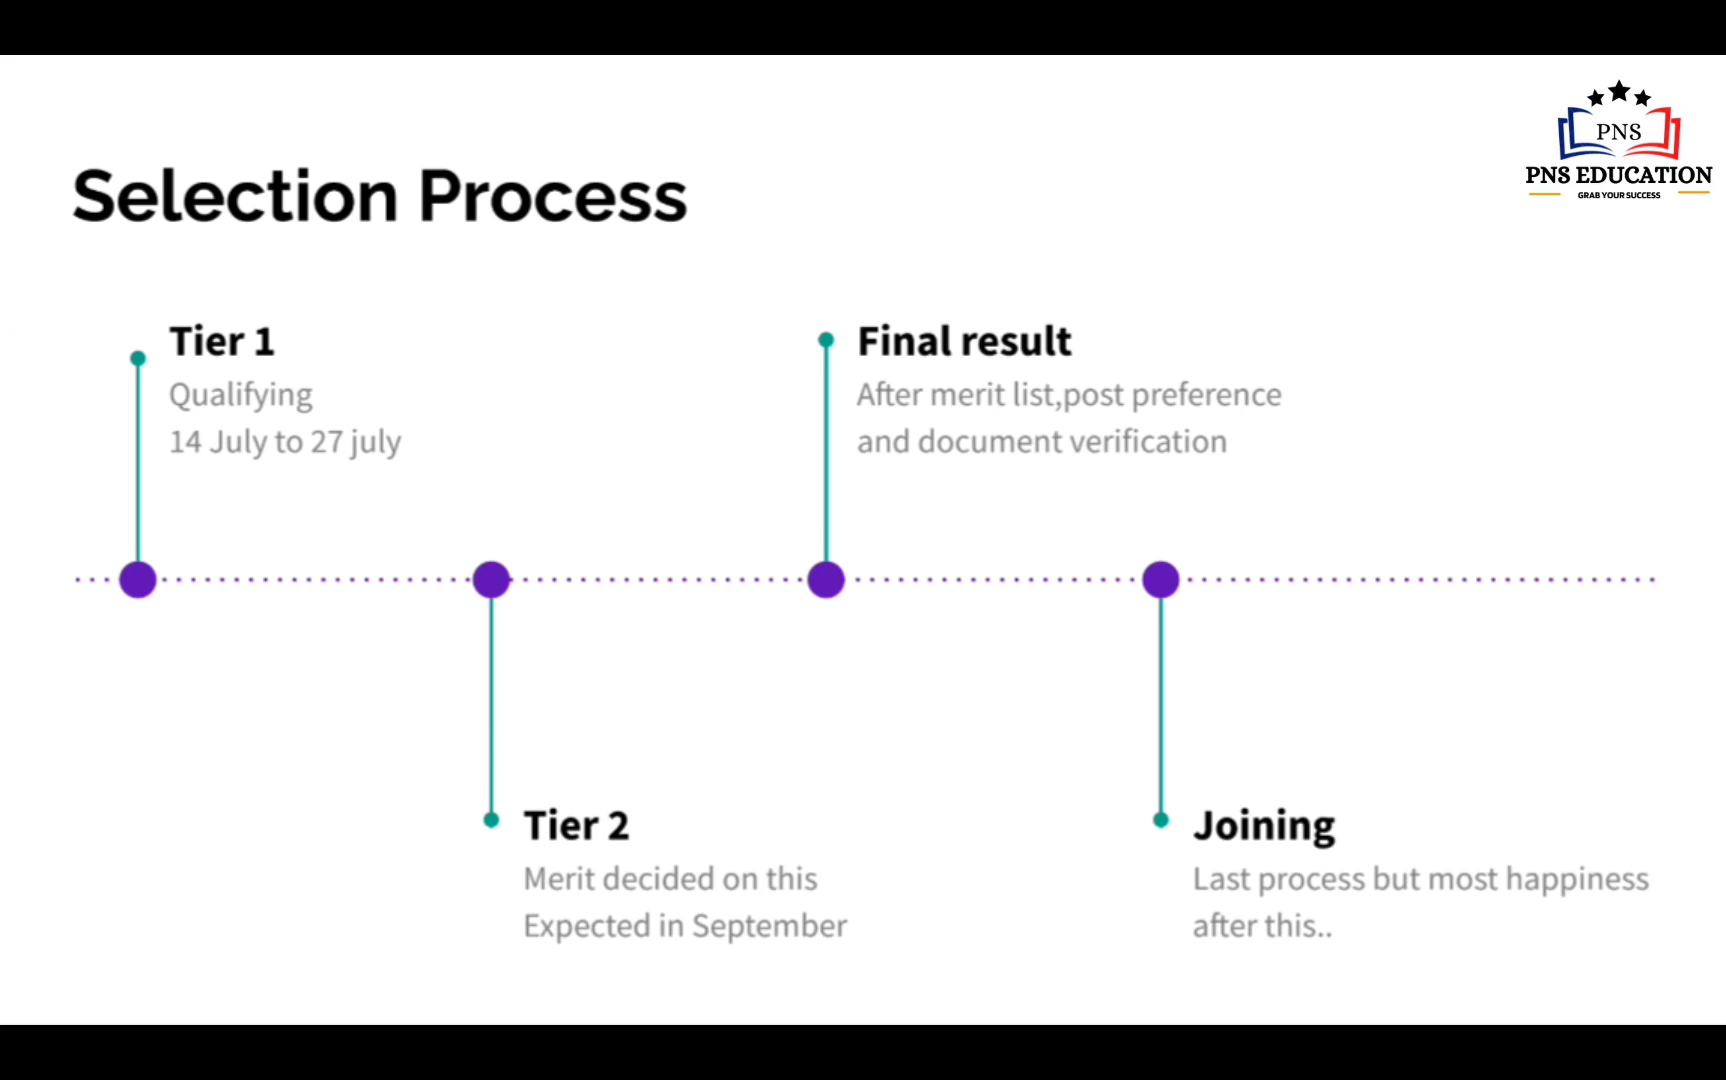 PNS
PNS EDUCATION
GRAB YOUR SUCCESS
Selection Process
Tier 1
Qualifying
14 July to 27 july
Final result
After merit list,post preference
and document verification
Tier 2
Merit decided on this
Expected in September
Joining
Last process but most happiness
after this..